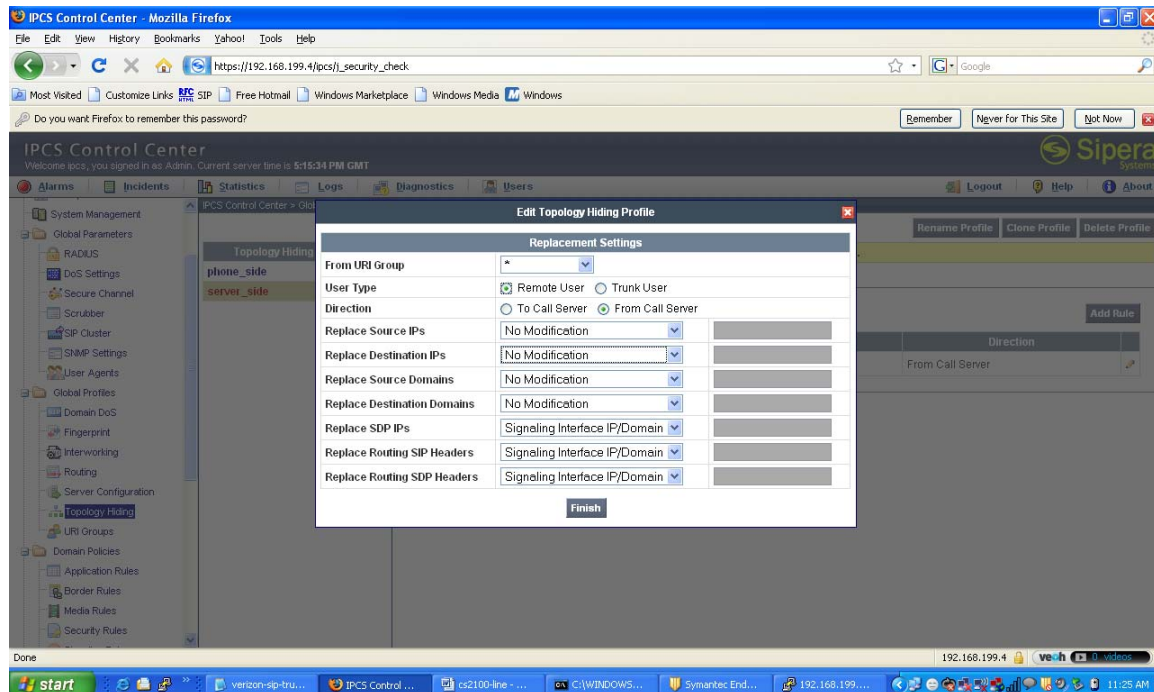 IPCS Control Center - Mozilla Firefox
File Edit View History Bookmarks Yahoo! Tools Help
https://192.168.199.4/ipcs/j_security_check
Google
Most Visited Customize Links RFC HTML SIP Free Hotmail Windows Marketplace Windows Media Windows
Do you want Firefox to remember this password? Remember Never for This Site Not Now
IPCS Control Center
Welcome ipcs, you signed in as Admin. Current server time is 5:15:34 PM GMT
Sipera
Systems
Alarms Incidents Statistics Logs Diagnostics Users Logout Help About
System Management
Global Parameters
RADIUS
DoS Settings
Secure Channel
Scrubber
SIP Cluster
SNMP Settings
User Agents
Global Profiles
Domain DoS
Fingerprint
Interworking
Routing
Server Configuration
Topology Hiding
URI Groups
Domain Policies
Application Rules
Border Rules
Media Rules
Security Rules
IPCS Control Center > Glob
Topology Hiding
phone_side
server_side
Rename Profile Clone Profile Delete Profile
Add Rule
Direction
From Call Server
Edit Topology Hiding Profile
Replacement Settings
From URI Group *
User Type Remote User Trunk User
Direction To Call Server From Call Server
Replace Source IPs No Modification
Replace Destination IPs No Modification
Replace Source Domains No Modification
Replace Destination Domains No Modification
Replace SDP IPs Signaling Interface IP/Domain
Replace Routing SIP Headers Signaling Interface IP/Domain
Replace Routing SDP Headers Signaling Interface IP/Domain
Finish
Done 192.168.199.4 veoh 0 videos
start verizon-sip-tru... IPCS Control ... cs2100-line - ... C:\WINDOWS... Symantec End... 192.168.199.... 11:25 AM